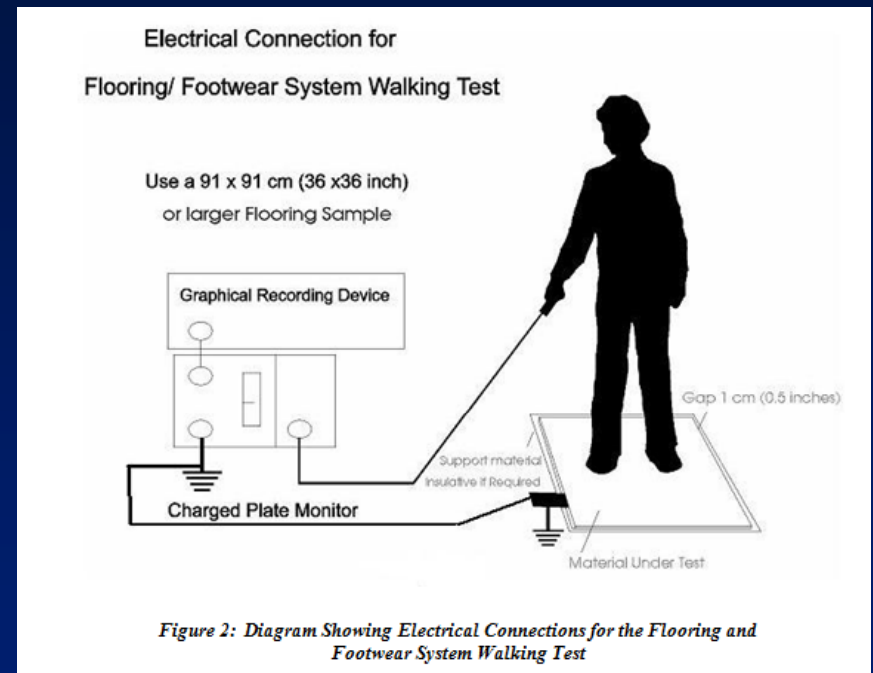 Electrical Connection for
Flooring/ Footwear System Walking Test
Use a 91 x 91 cm (36 x36 inch)
or larger Flooring Sample
Graphical Recording Device
Gap 1 cm (0.5 inches)
Support material
Insulative if Required
Charged Plate Monitor
Material Under Test
Figure 2: Diagram Showing Electrical Connections for the Flooring and
Footwear System Walking Test